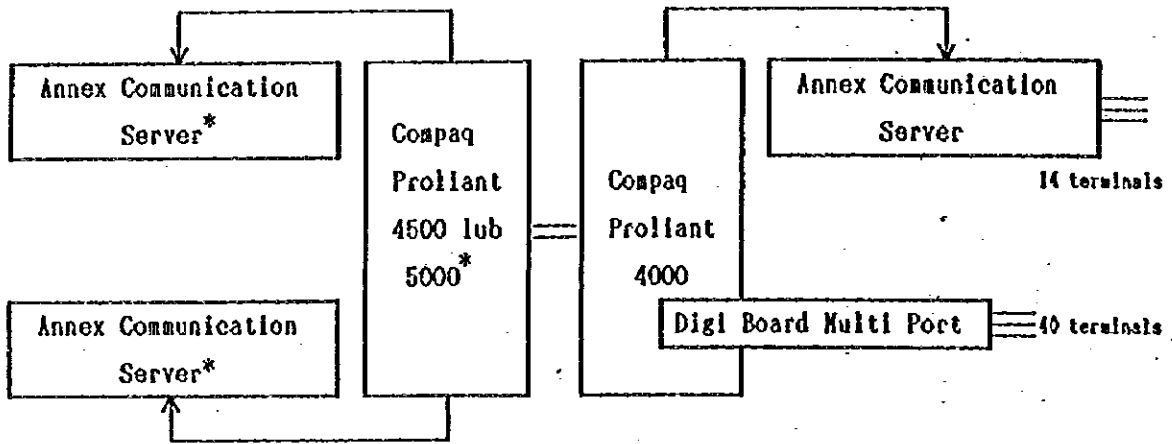 Annex Communication
Server*
Compaq
Proliant
4500 lub
5000*
Annex Communication
Server*
Compaq
Proliant
4000
Annex Communication
Server
14 terminals
Digi Board Multi Port
40 terminals